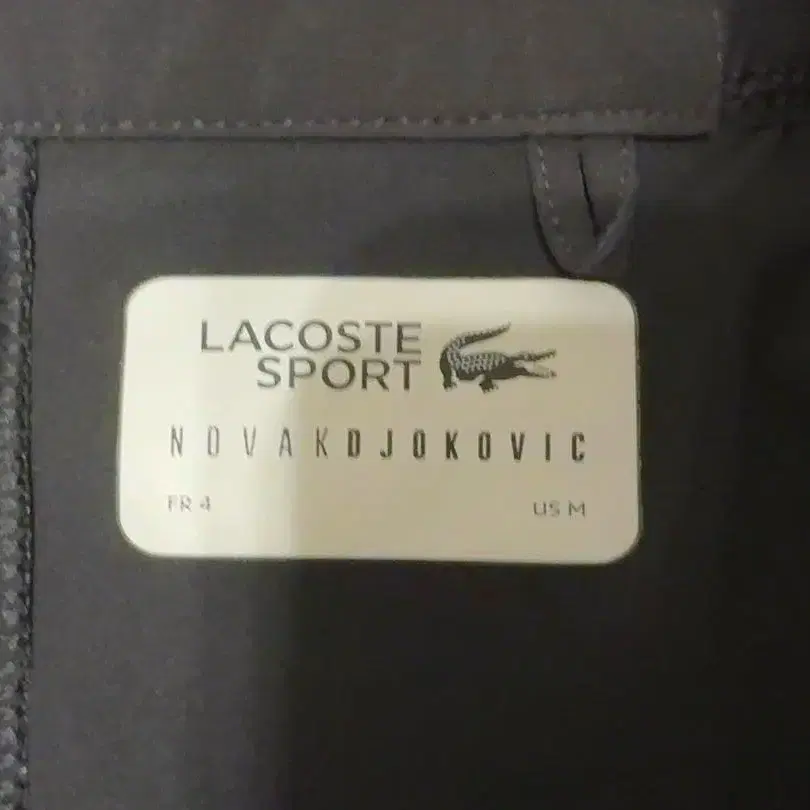 LACOSTE
SPORT
NOVAKDJOKOVIC
FR 4 US M